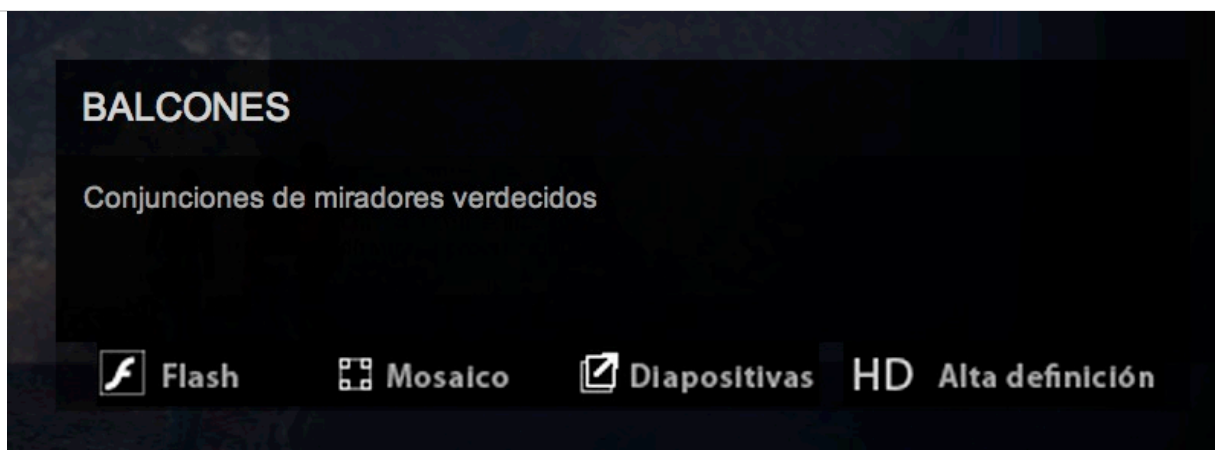 BALCONES
Conjunciones de miradores verdecidos
Flash Mosaico Diapositivas HD Alta definición